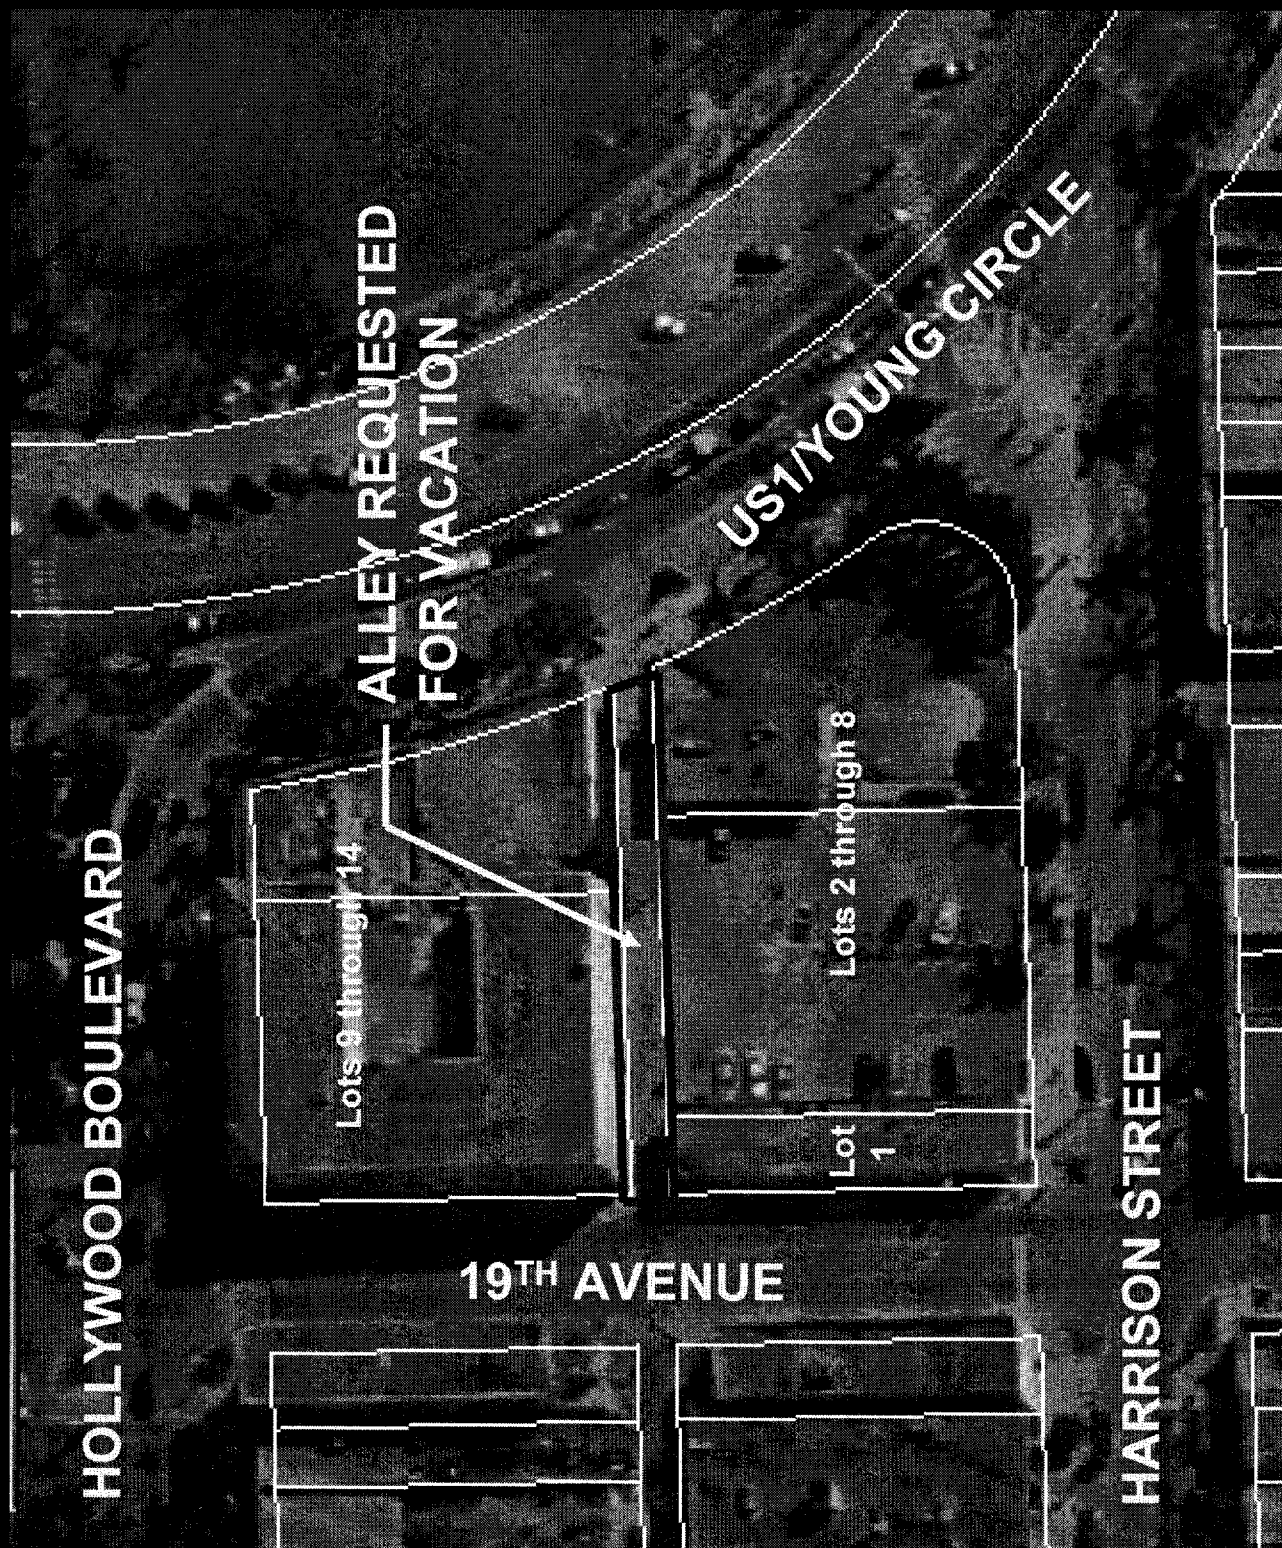 HOLLYWOOD BOULEVARD
ALLEY REQUESTED
FOR VACATION
US1/YOUNG CIRCLE
Lots 9 through 14
Lots 2 through 8
Lot
1
19TH AVENUE
HARRISON STREET